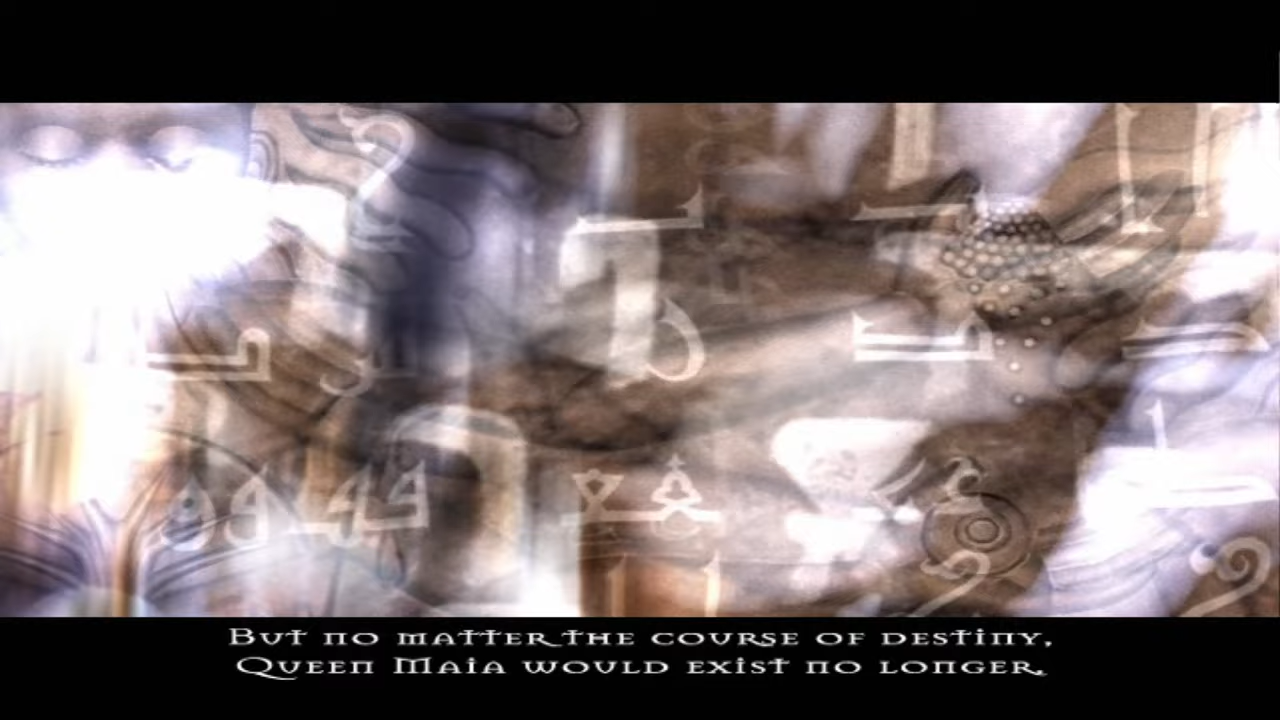 But no matter the course of destiny,
Queen Maia would exist no longer.